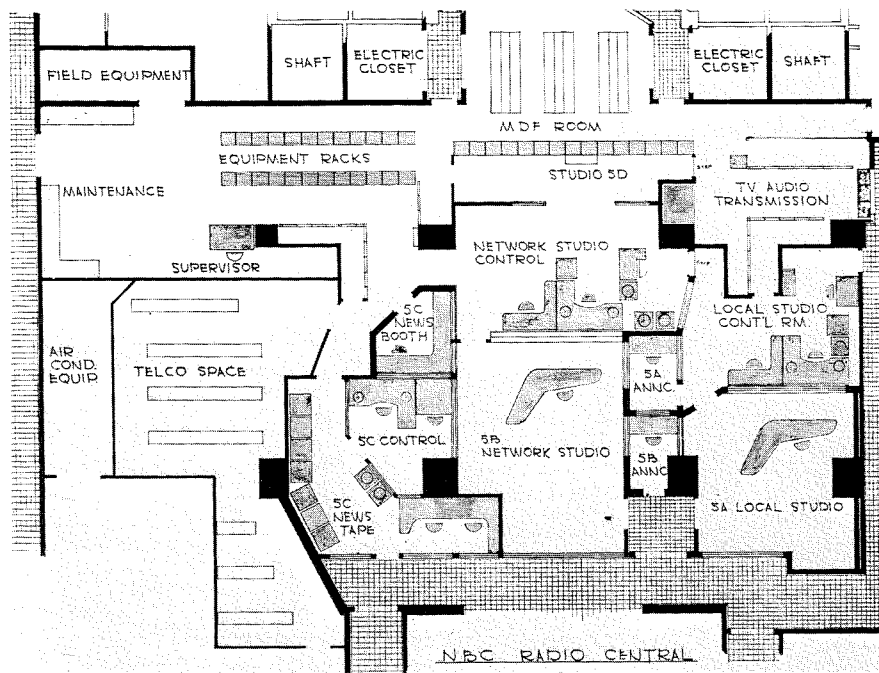 FIELD EQUIPMENT
SHAFT
ELECTRIC
CLOSET
ELECTRIC
CLOSET
SHAFT
MDF ROOM
EQUIPMENT RACKS
STUDIO 5D
MAINTENANCE
TV AUDIO
TRANSMISSION
SUPERVISOR
NETWORK STUDIO
CONTROL
5C
NEWS
BOOTH
LOCAL STUDIO
CONT'L RM.
AIR
COND.
EQUIP.
TELCO SPACE
5A
ANNC
5C CONTROL
5B
NETWORK STUDIO
5B
ANNC
5C
NEWS
TAPE
5A LOCAL STUDIO
NBC RADIO CENTRAL